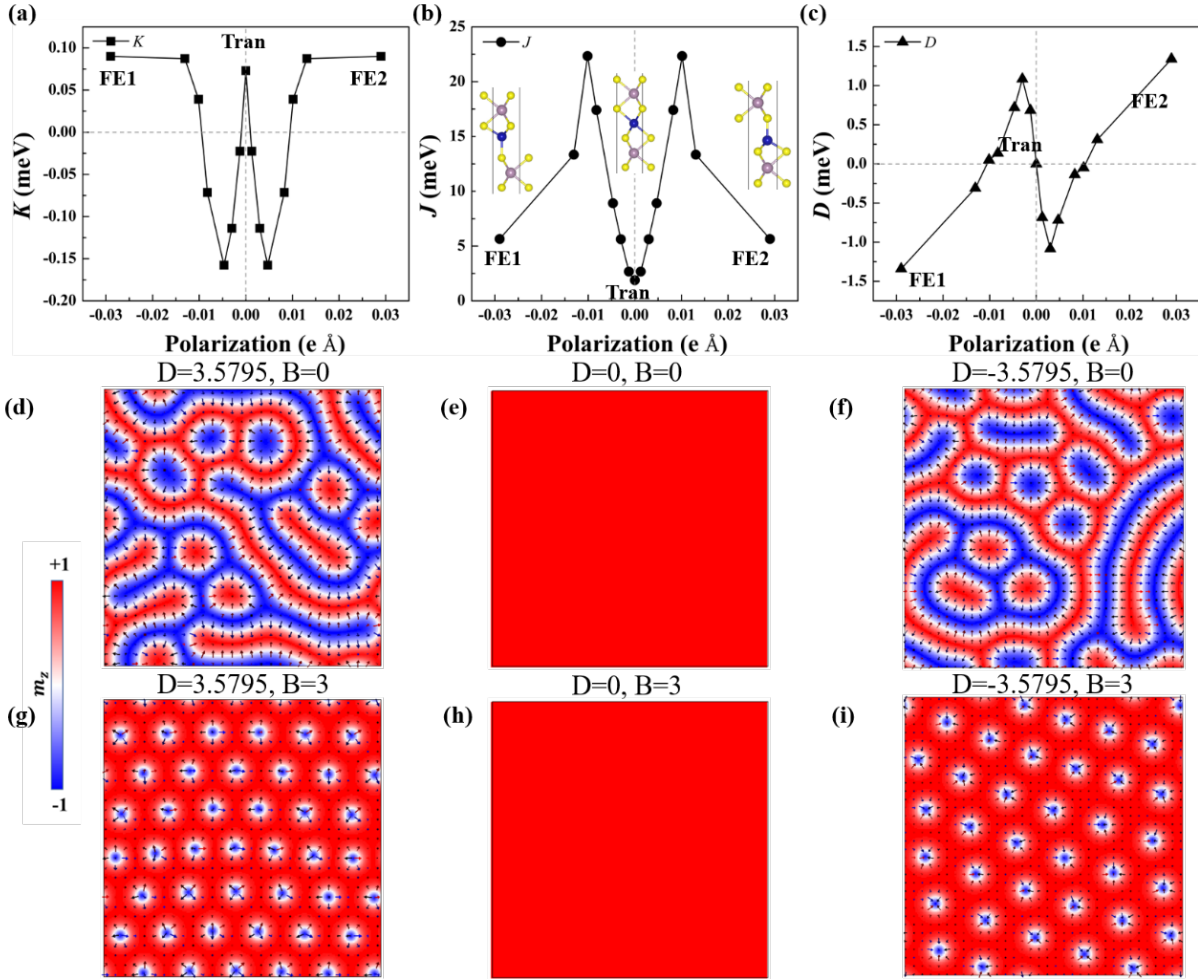 (a)
K
Tran
FE1
FE2
K (meV)
0.10
0.05
0.00
-0.05
-0.10
-0.15
-0.20
-0.03 -0.02 -0.01 0.00 0.01 0.02 0.03
Polarization (e Å)
(b)
J
J (meV)
25
20
15
10
5
0
FE1
Tran
FE2
-0.03 -0.02 -0.01 0.00 0.01 0.02 0.03
Polarization (e Å)
(c)
D
D (meV)
1.5
1.0
0.5
0.0
-0.5
-1.0
-1.5
Tran
FE2
FE1
-0.03 -0.02 -0.01 0.00 0.01 0.02 0.03
Polarization (e Å)
(d)
D=3.5795, B=0
(e)
D=0, B=0
(f)
D=-3.5795, B=0
+1
m_z
-1
(g)
D=3.5795, B=3
(h)
D=0, B=3
(i)
D=-3.5795, B=3